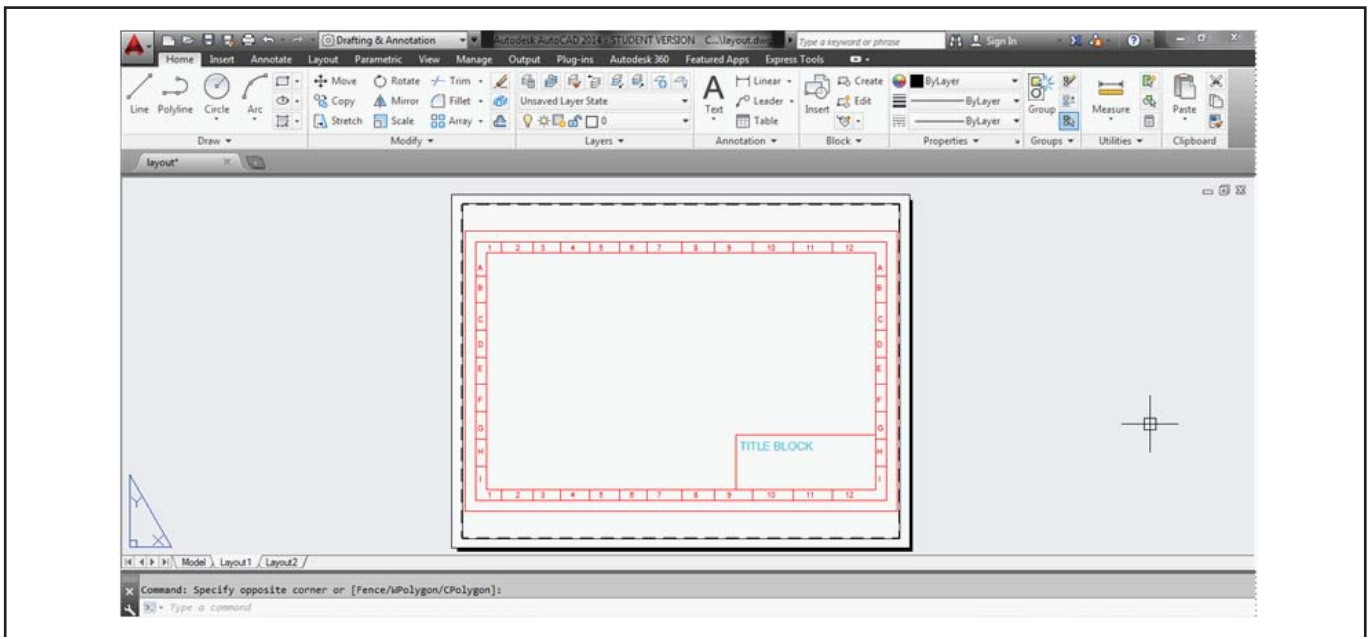 Drafting & Annotation
Autodesk AutoCAD 2014 - STUDENT VERSION C...\layout.dwg
Type a keyword or phrase
Sign In
Home Insert Annotate Layout Parametric View Manage Output Plug-ins Autodesk 360 Featured Apps Express Tools
Move Rotate Trim Linear Create ByLayer
Copy Mirror Fillet Unsaved Layer State Leader Edit ByLayer
Line Polyline Circle Arc Text Insert Group Measure Paste
Stretch Scale Array 0 Table ByLayer
Draw Modify Layers Annotation Block Properties Groups Utilities Clipboard
layout*
1 2 3 4 5 6 7 8 9 10 11 12
A A
B B
C C
D D
E E
F F
G G
TITLE BLOCK
H H
I I
1 2 3 4 5 6 7 8 9 10 11 12
Y
X
Model Layout1 Layout2
Command: Specify opposite corner or [Fence/WPolygon/CPolygon]:
Type a command